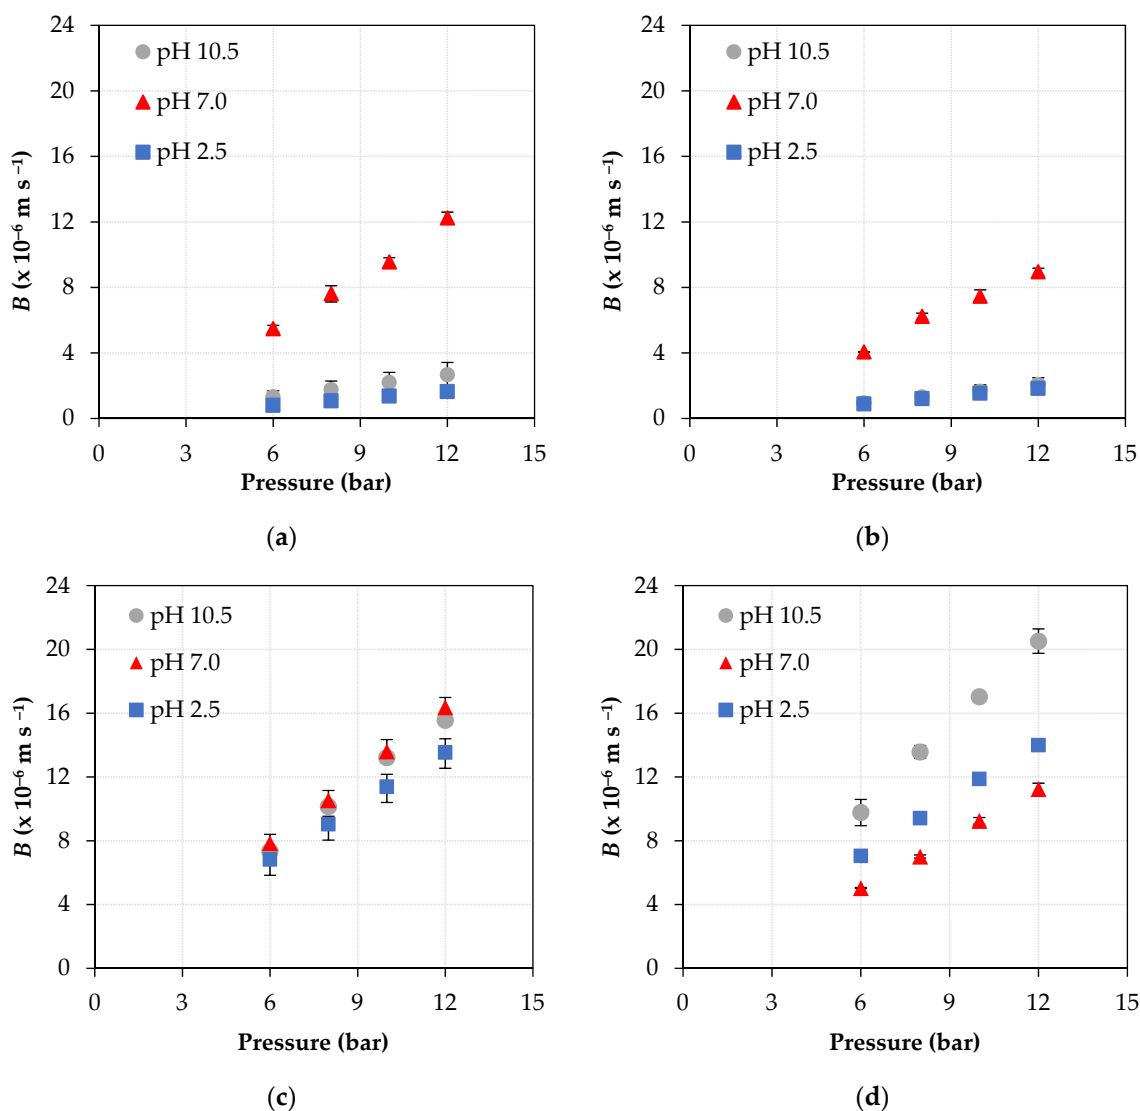 24
20
16
12
8
4
0
B (x 10⁻⁶ m s ⁻¹)
pH 10.5
pH 7.0
pH 2.5
0 3 6 9 12 15
Pressure (bar)
(a)
24
20
16
12
8
4
0
B (x 10⁻⁶ m s ⁻¹)
pH 10.5
pH 7.0
pH 2.5
0 3 6 9 12 15
Pressure (bar)
(b)
24
20
16
12
8
4
0
B (x 10⁻⁶ m s ⁻¹)
pH 10.5
pH 7.0
pH 2.5
0 3 6 9 12 15
Pressure (bar)
(c)
24
20
16
12
8
4
0
B (x 10⁻⁶ m s ⁻¹)
pH 10.5
pH 7.0
pH 2.5
0 3 6 9 12 15
Pressure (bar)
(d)